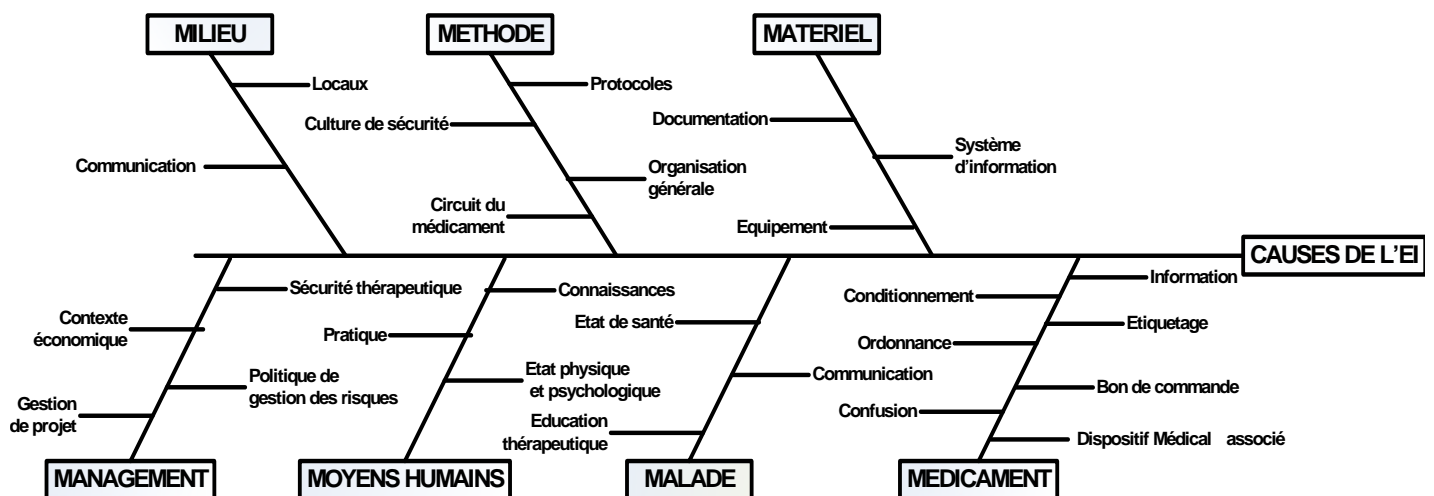 MILIEU
METHODE
MATERIEL
Locaux
Communication
Protocoles
Culture de sécurité
Organisation
générale
Circuit du
médicament
Documentation
Système
d'information
Equipement
CAUSES DE L'EI
Sécurité thérapeutique
Contexte
économique
Politique de
gestion des risques
Gestion
de projet
Connaissances
Pratique
Etat physique
et psychologique
Etat de santé
Communication
Education
thérapeutique
Information
Conditionnement
Etiquetage
Ordonnance
Bon de commande
Confusion
Dispositif Médical associé
MANAGEMENT
MOYENS HUMAINS
MALADE
MEDICAMENT